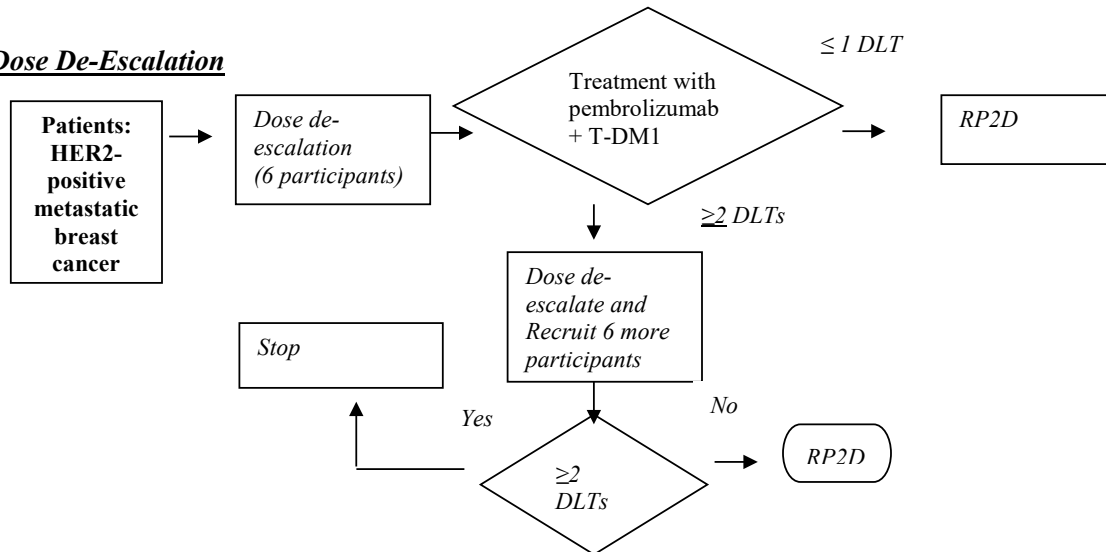 Dose De-Escalation
≤ 1 DLT
Patients:
HER2-
positive
metastatic
breast
cancer
Dose de-
escalation
(6 participants)
Treatment with
pembrolizumab
+ T-DM1
RP2D
≥2 DLTs
Dose de-
escalate and
Recruit 6 more
participants
Stop
Yes
No
≥2
DLTs
RP2D